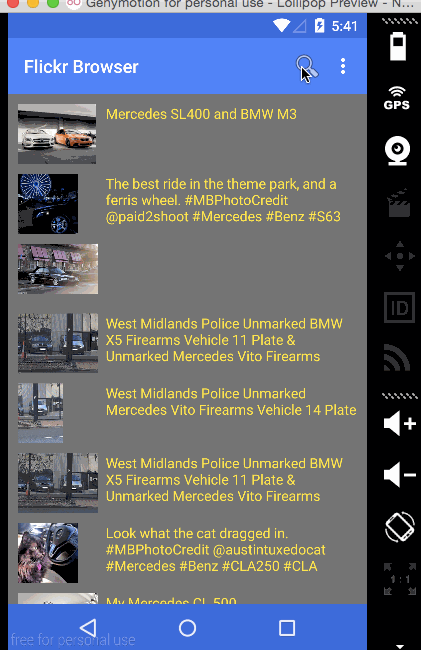 Genymotion for personal use - Lollipop Preview - N...
5:41
Flickr Browser
GPS
Mercedes SL400 and BMW M3
The best ride in the theme park, and a
ferris wheel. #MBPhotoCredit
@paid2shoot #Mercedes #Benz #S63
West Midlands Police Unmarked BMW
X5 Firearms Vehicle 11 Plate &
Unmarked Mercedes Vito Firearms
ID
West Midlands Police Unmarked
Mercedes Vito Firearms Vehicle 14 Plate
West Midlands Police Unmarked BMW
X5 Firearms Vehicle 11 Plate &
Unmarked Mercedes Vito Firearms
Look what the cat dragged in.
#MBPhotoCredit @austintuxedocat
#Mercedes #Benz #CLA250 #CLA
1:1
My Mercedes CL 500
free for personal use